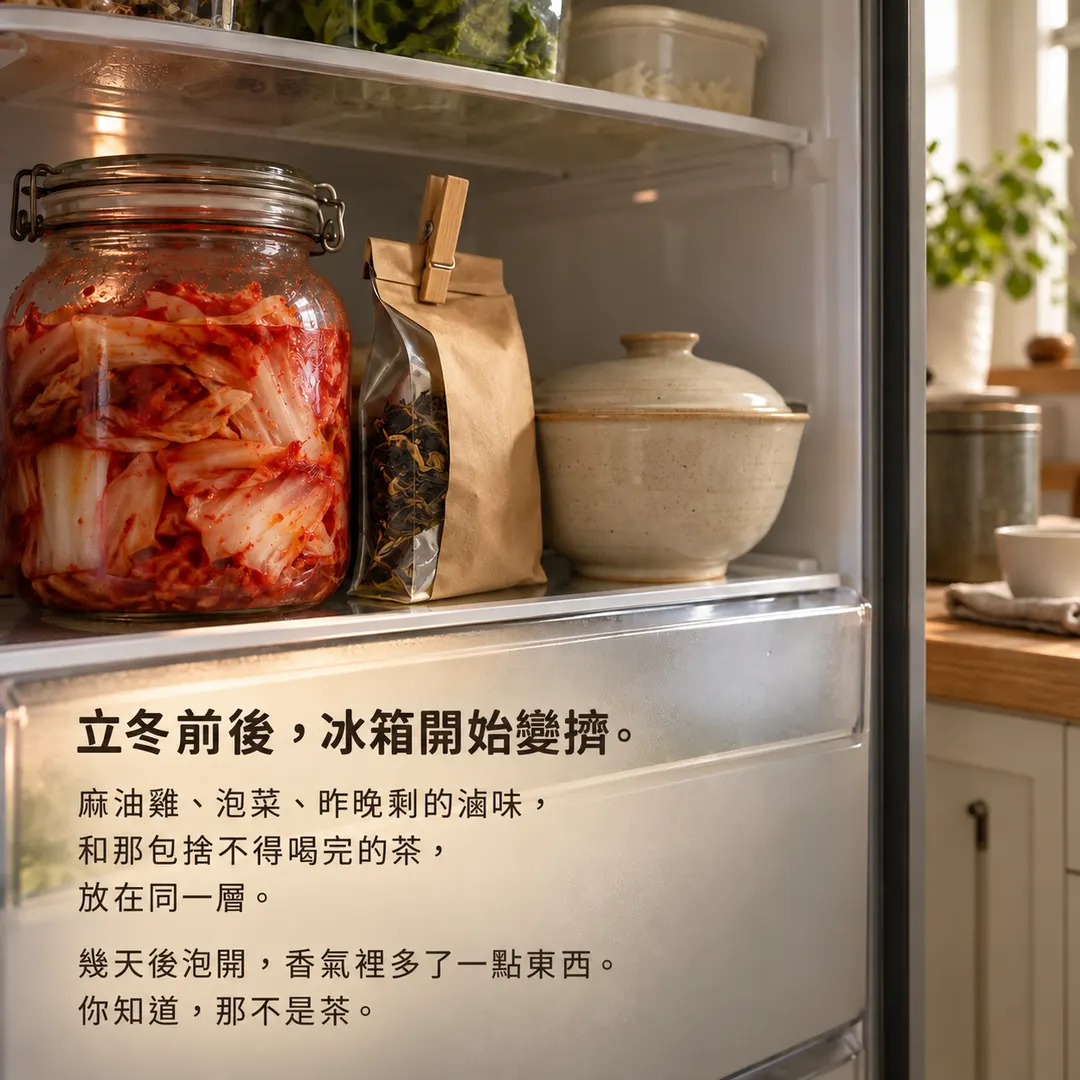 立冬前後，冰箱開始變擠。
麻油雞、泡菜、昨晚剩的滷味，
和那包捨不得喝完的茶，
放在同一層。
幾天後泡開，香氣裡多了一點東西。
你知道，那不是茶。